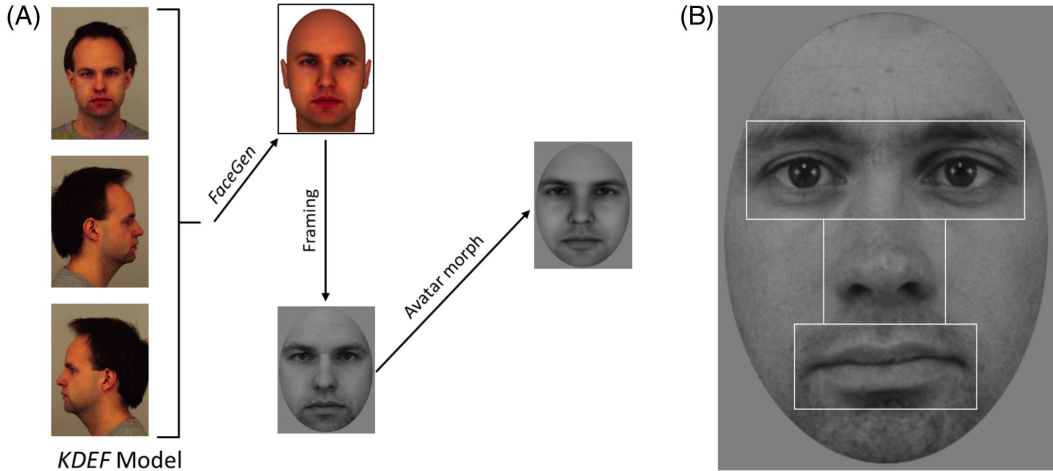 (A)
FaceGen
Framing
Avatar morph
KDEF Model
(B)